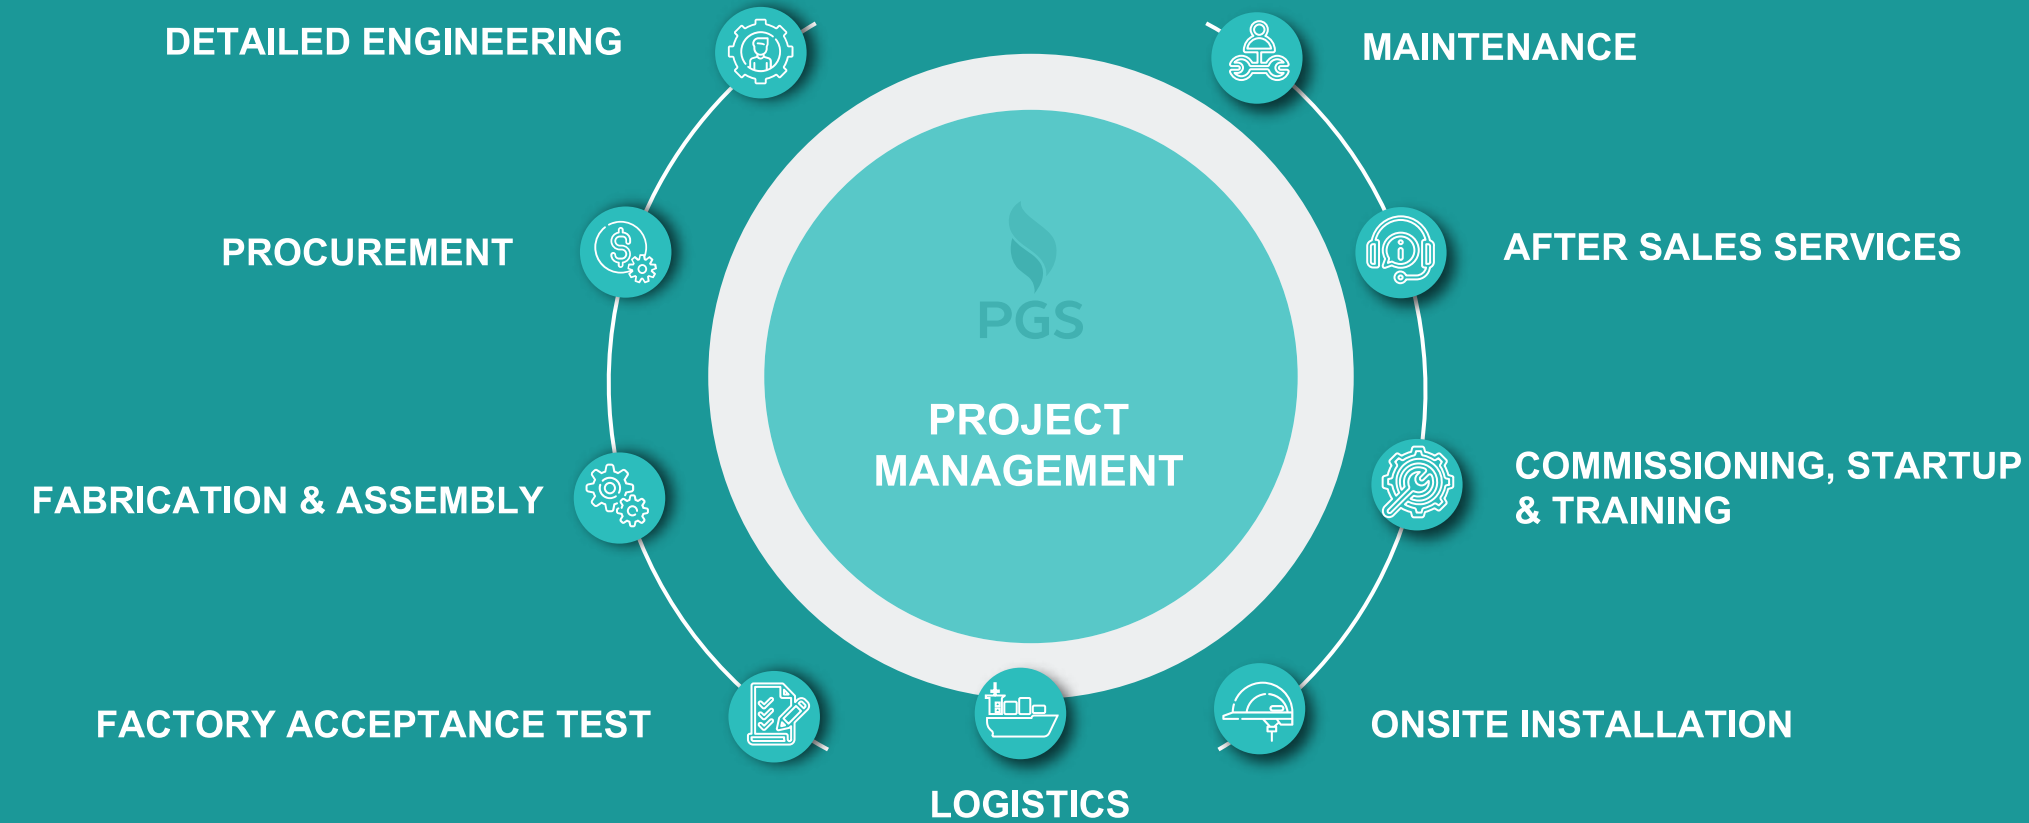 DETAILED ENGINEERING
PROCUREMENT
FABRICATION & ASSEMBLY
FACTORY ACCEPTANCE TEST
LOGISTICS
ONSITE INSTALLATION
COMMISSIONING, STARTUP
& TRAINING
AFTER SALES SERVICES
MAINTENANCE
PGS
PROJECT
MANAGEMENT